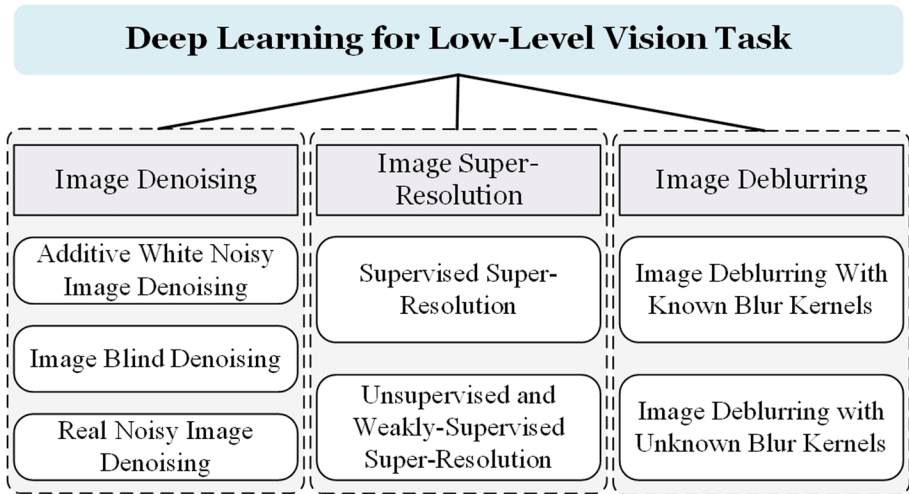 Deep Learning for Low-Level Vision Task
Image Denoising
Additive White Noisy
Image Denoising
Image Blind Denoising
Real Noisy Image
Denoising
Image Super-
Resolution
Supervised Super-
Resolution
Unsupervised and
Weakly-Supervised
Super-Resolution
Image Deblurring
Image Deblurring With
Known Blur Kernels
Image Deblurring with
Unknown Blur Kernels